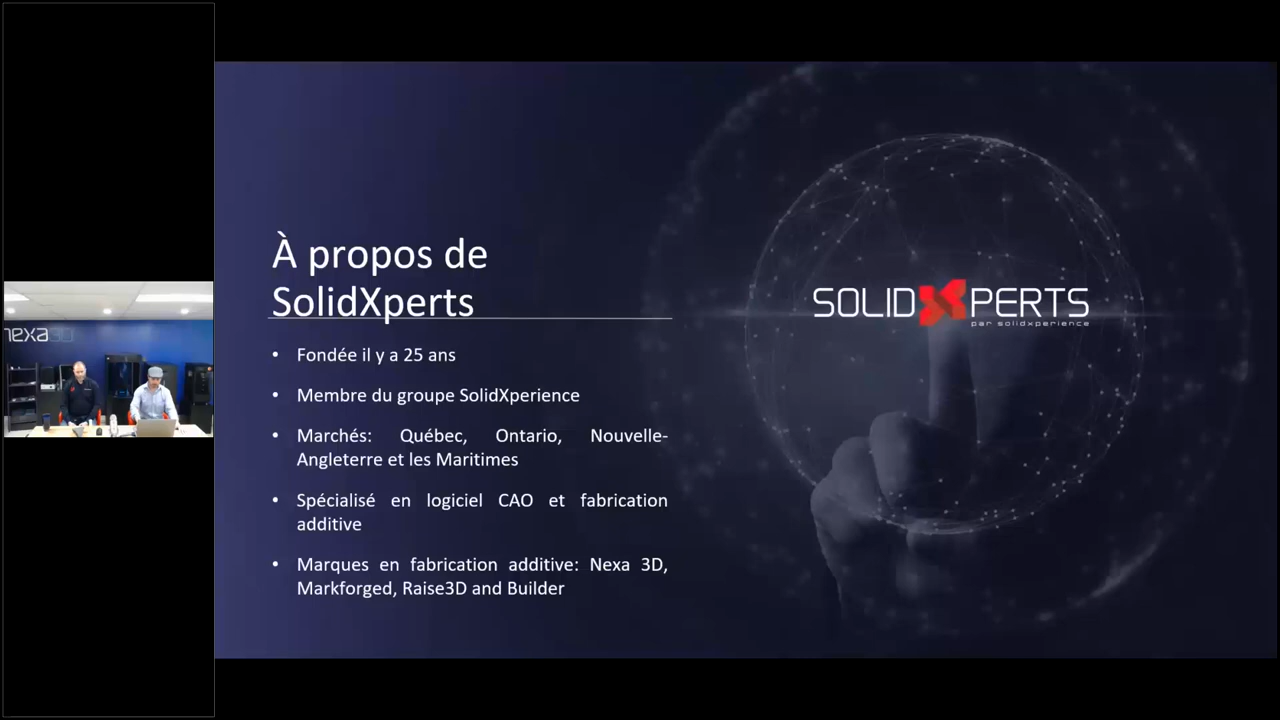 nexa3D
À propos de
SolidXperts
• Fondée il y a 25 ans
• Membre du groupe SolidXperience
• Marchés: Québec, Ontario, Nouvelle-
Angleterre et les Maritimes
• Spécialisé en logiciel CAO et fabrication
additive
• Marques en fabrication additive: Nexa 3D,
Markforged, Raise3D and Builder
SOLIDXPERTS
par solidxperience